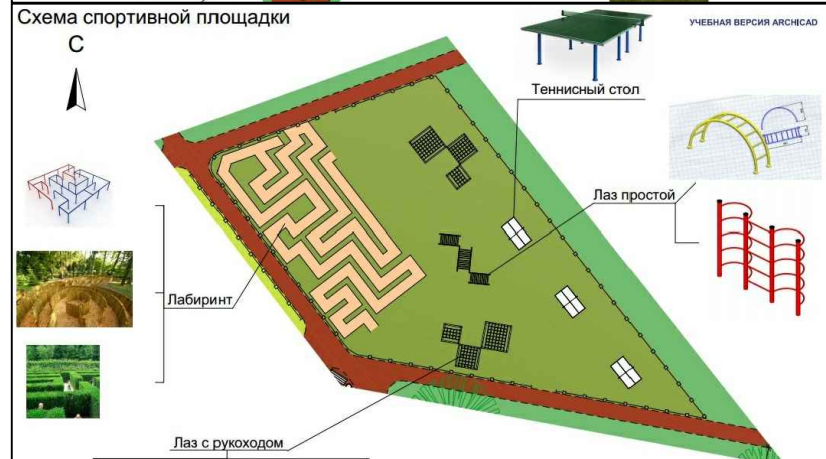 Схема спортивной площадки
УЧЕБНАЯ ВЕРСИЯ ARCHICAD
С
Теннисный стол
Лаз простой
Лабиринт
Лаз с рукоходом